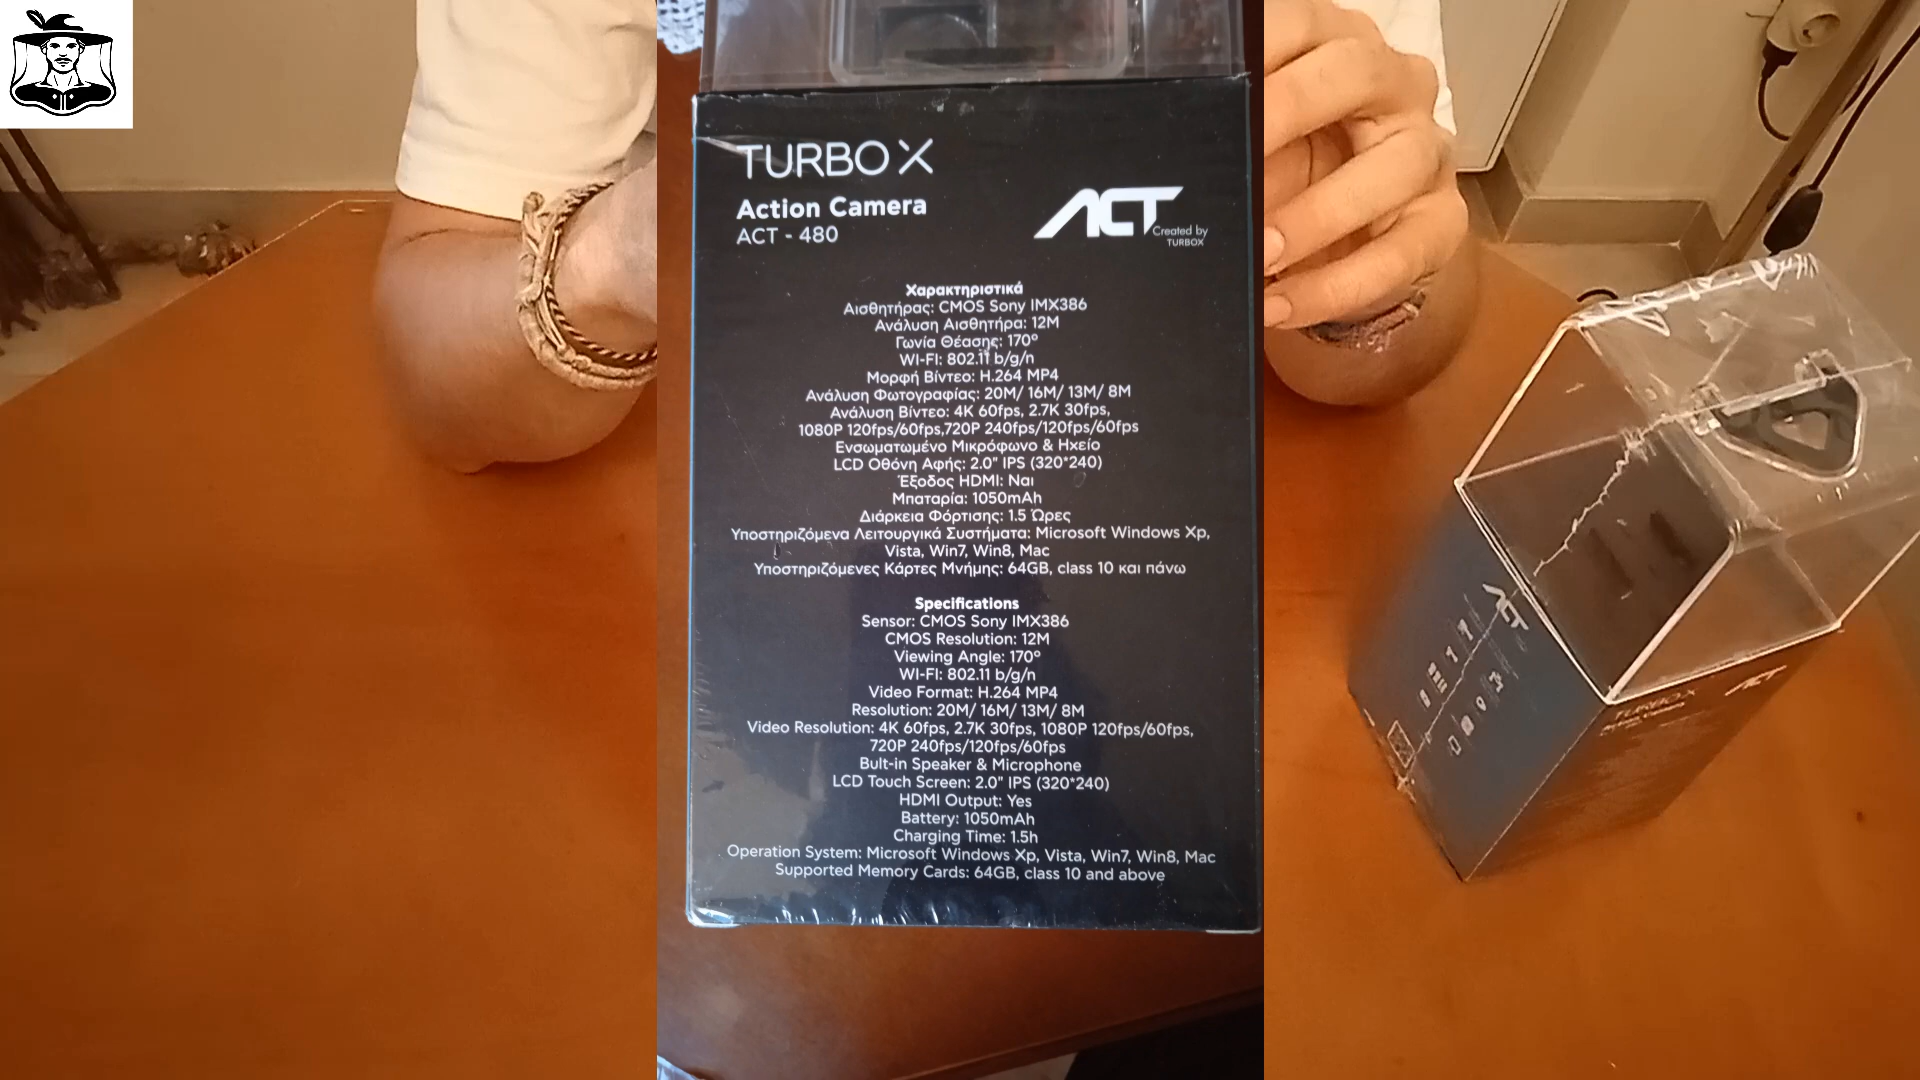 TURBO X
Action Camera
ACT - 480
ACT
Created by
TURBOX
Χαρακτηριστικά
Αισθητήρας: CMOS Sony IMX386
Ανάλυση Αισθητήρα: 12M
Γωνία Θέασης: 170°
WI-FI: 802.11 b/g/n
Μορφή Βίντεο: H.264 MP4
Ανάλυση Φωτογραφίας: 20M/ 16M/ 13M/ 8M
Ανάλυση Βίντεο: 4K 60fps, 2.7K 30fps,
1080P 120fps/60fps,720P 240fps/120fps/60fps
Ενσωματωμένο Μικρόφωνο & Ηχείο
LCD Οθόνη Αφής: 2.0" IPS (320*240)
Έξοδος HDMI: Ναι
Μπαταρία: 1050mAh
Διάρκεια Φόρτισης: 1.5 Ώρες
Υποστηριζόμενα Λειτουργικά Συστήματα: Microsoft Windows Xp,
Vista, Win7, Win8, Mac
Υποστηριζόμενες Κάρτες Μνήμης: 64GB, class 10 και πάνω
Specifications
Sensor: CMOS Sony IMX386
CMOS Resolution: 12M
Viewing Angle: 170°
WI-FI: 802.11 b/g/n
Video Format: H.264 MP4
Resolution: 20M/ 16M/ 13M/ 8M
Video Resolution: 4K 60fps, 2.7K 30fps, 1080P 120fps/60fps,
720P 240fps/120fps/60fps
Bult-in Speaker & Microphone
LCD Touch Screen: 2.0" IPS (320*240)
HDMI Output: Yes
Battery: 1050mAh
Charging Time: 1.5h
Operation System: Microsoft Windows Xp, Vista, Win7, Win8, Mac
Supported Memory Cards: 64GB, class 10 and above
ACT
TURBO X
ACT